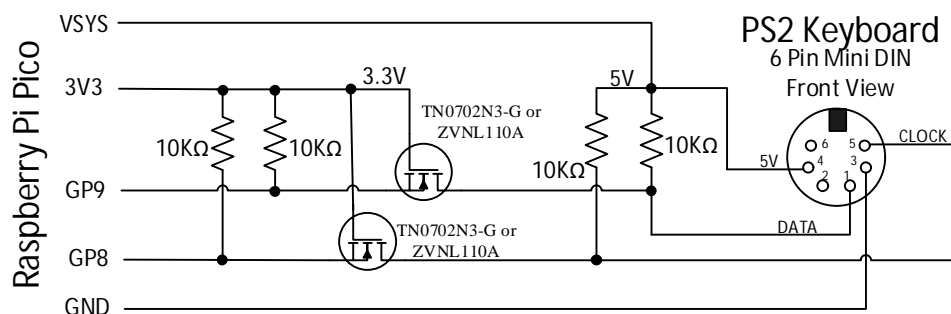 VSYS
PS2 Keyboard
6 Pin Mini DIN
Front View
3V3
3.3V
5V
TN0702N3-G or
ZVNL110A
10KΩ
10KΩ
10KΩ
10KΩ
6
5
CLOCK
5V
4
3
2
1
GP9
DATA
TN0702N3-G or
ZVNL110A
GP8
GND
Raspberry Pi Pico